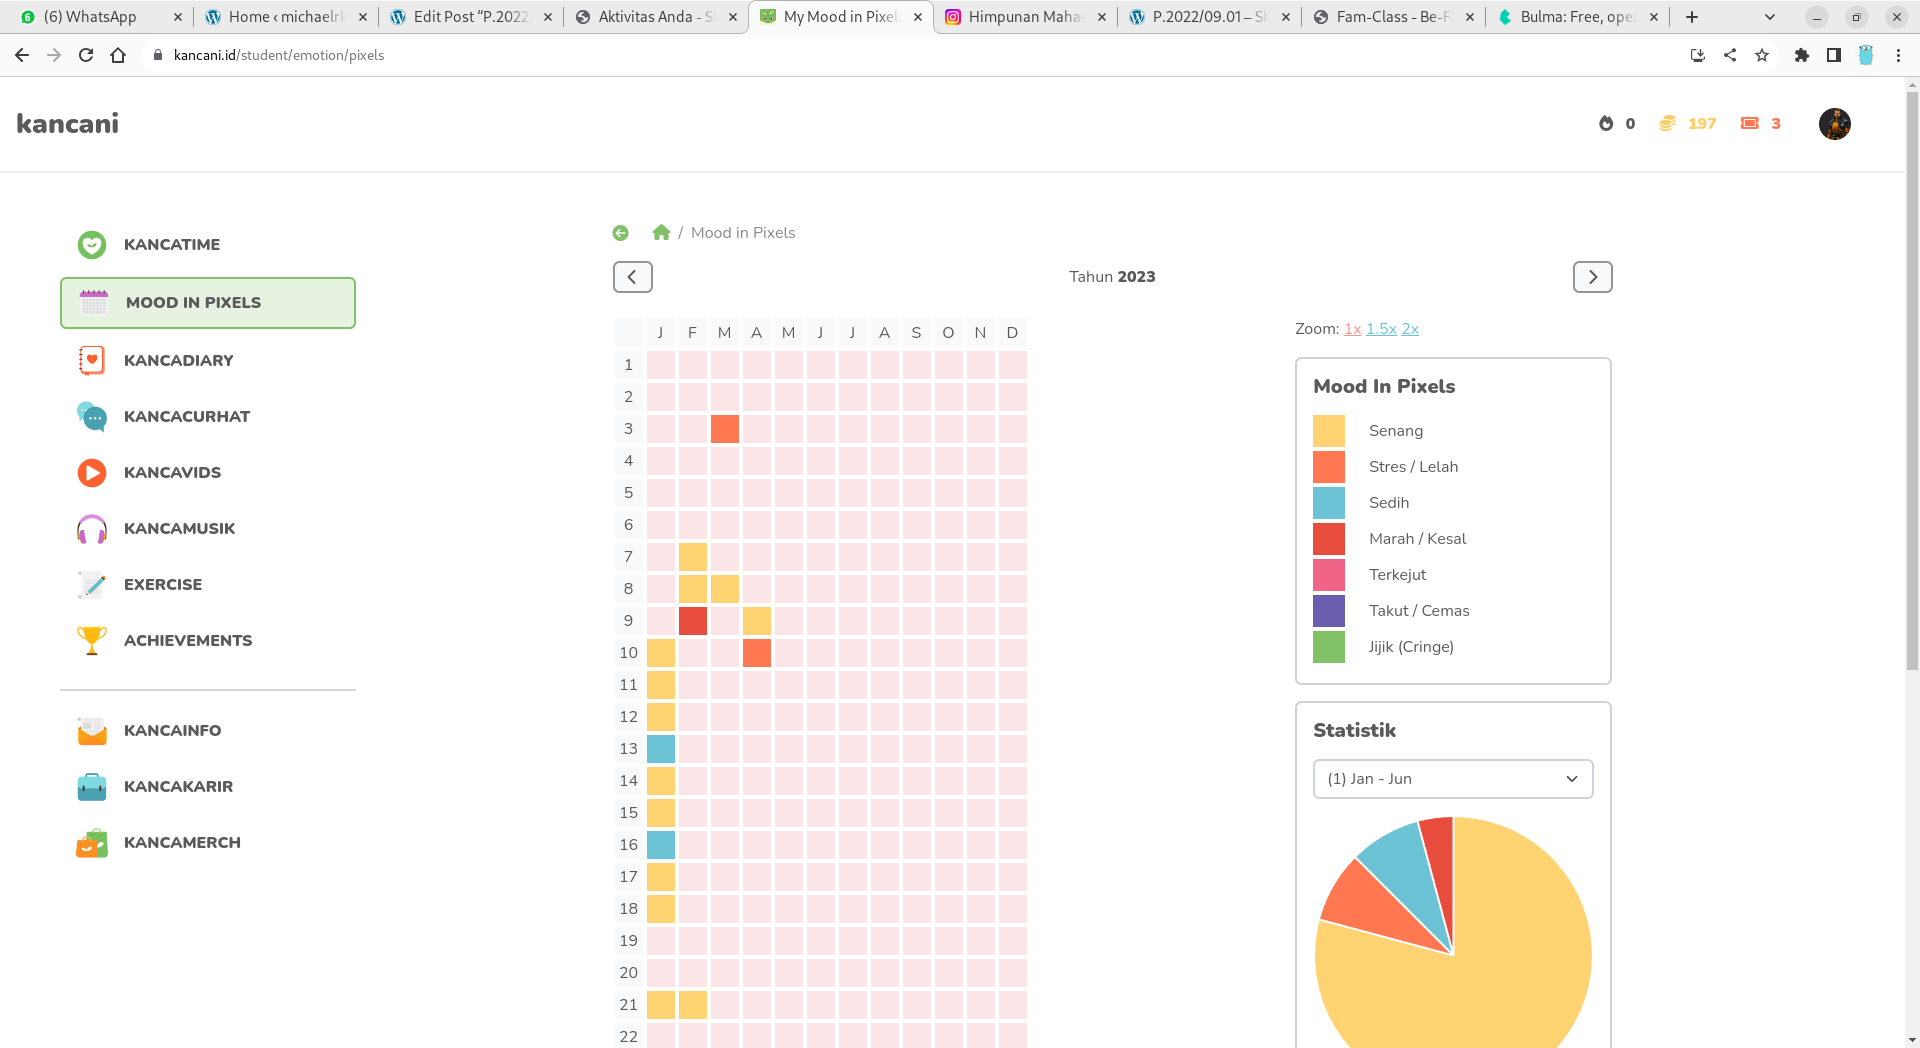 (6) WhatsApp
Home ‹ michaelrk
Edit Post “P.2022
Aktivitas Anda - S
My Mood in Pixel
Himpunan Maha
P.2022/09.01 – Si
Fam-Class - Be-F
Bulma: Free, ope
kancani.id/student/emotion/pixels
kancani
0
197
3
KANCATIME
MOOD IN PIXELS
KANCADIARY
KANCACURHAT
KANCAVIDS
KANCAMUSIK
EXERCISE
ACHIEVEMENTS
KANCAINFO
KANCAKARIR
KANCAMERCH
/ Mood in Pixels
Tahun 2023
J F M A M J J A S O N D
1
2
3
4
5
6
7
8
9
10
11
12
13
14
15
16
17
18
19
20
21
22
Zoom: 1x 1.5x 2x
Mood In Pixels
Senang
Stres / Lelah
Sedih
Marah / Kesal
Terkejut
Takut / Cemas
Jijik (Cringe)
Statistik
(1) Jan - Jun